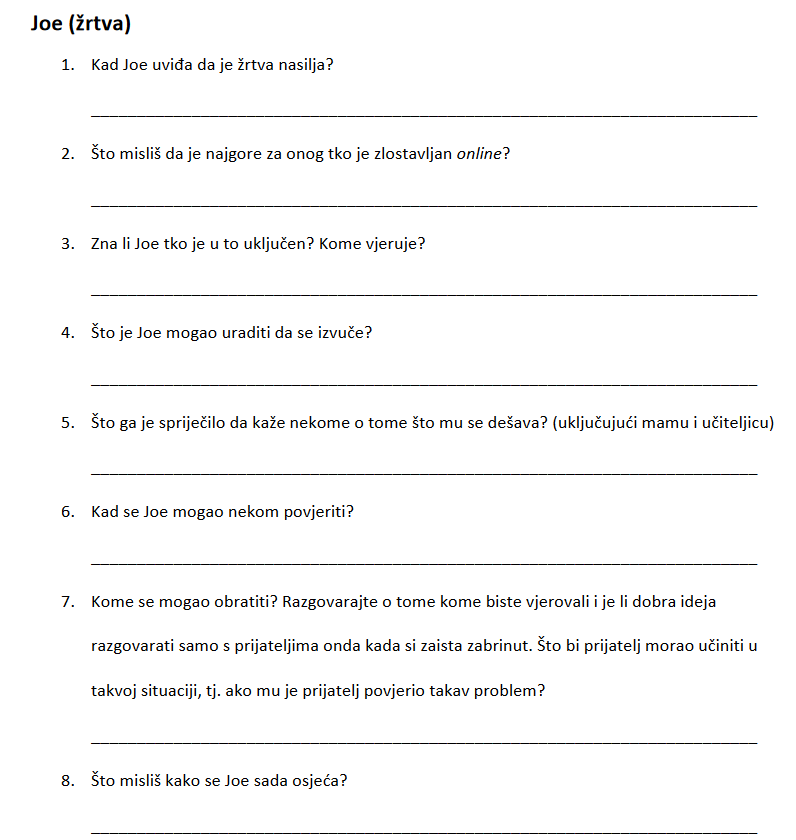 Joe (žrtva)
1. Kad Joe uviđa da je žrtva nasilja?
2. Što misliš da je najgore za onog tko je zlostavljan online?
3. Zna li Joe tko je u to uključen? Kome vjeruje?
4. Što je Joe mogao uraditi da se izvuče?
5. Što ga je spriječilo da kaže nekome o tome što mu se dešava? (uključujući mamu i učiteljicu)
6. Kad se Joe mogao nekom povjeriti?
7. Kome se mogao obratiti? Razgovarajte o tome kome biste vjerovali i je li dobra ideja
razgovarati samo s prijateljima onda kada si zaista zabrinut. Što bi prijatelj morao učiniti u
takvoj situaciji, tj. ako mu je prijatelj povjerio takav problem?
8. Što misliš kako se Joe sada osjeća?